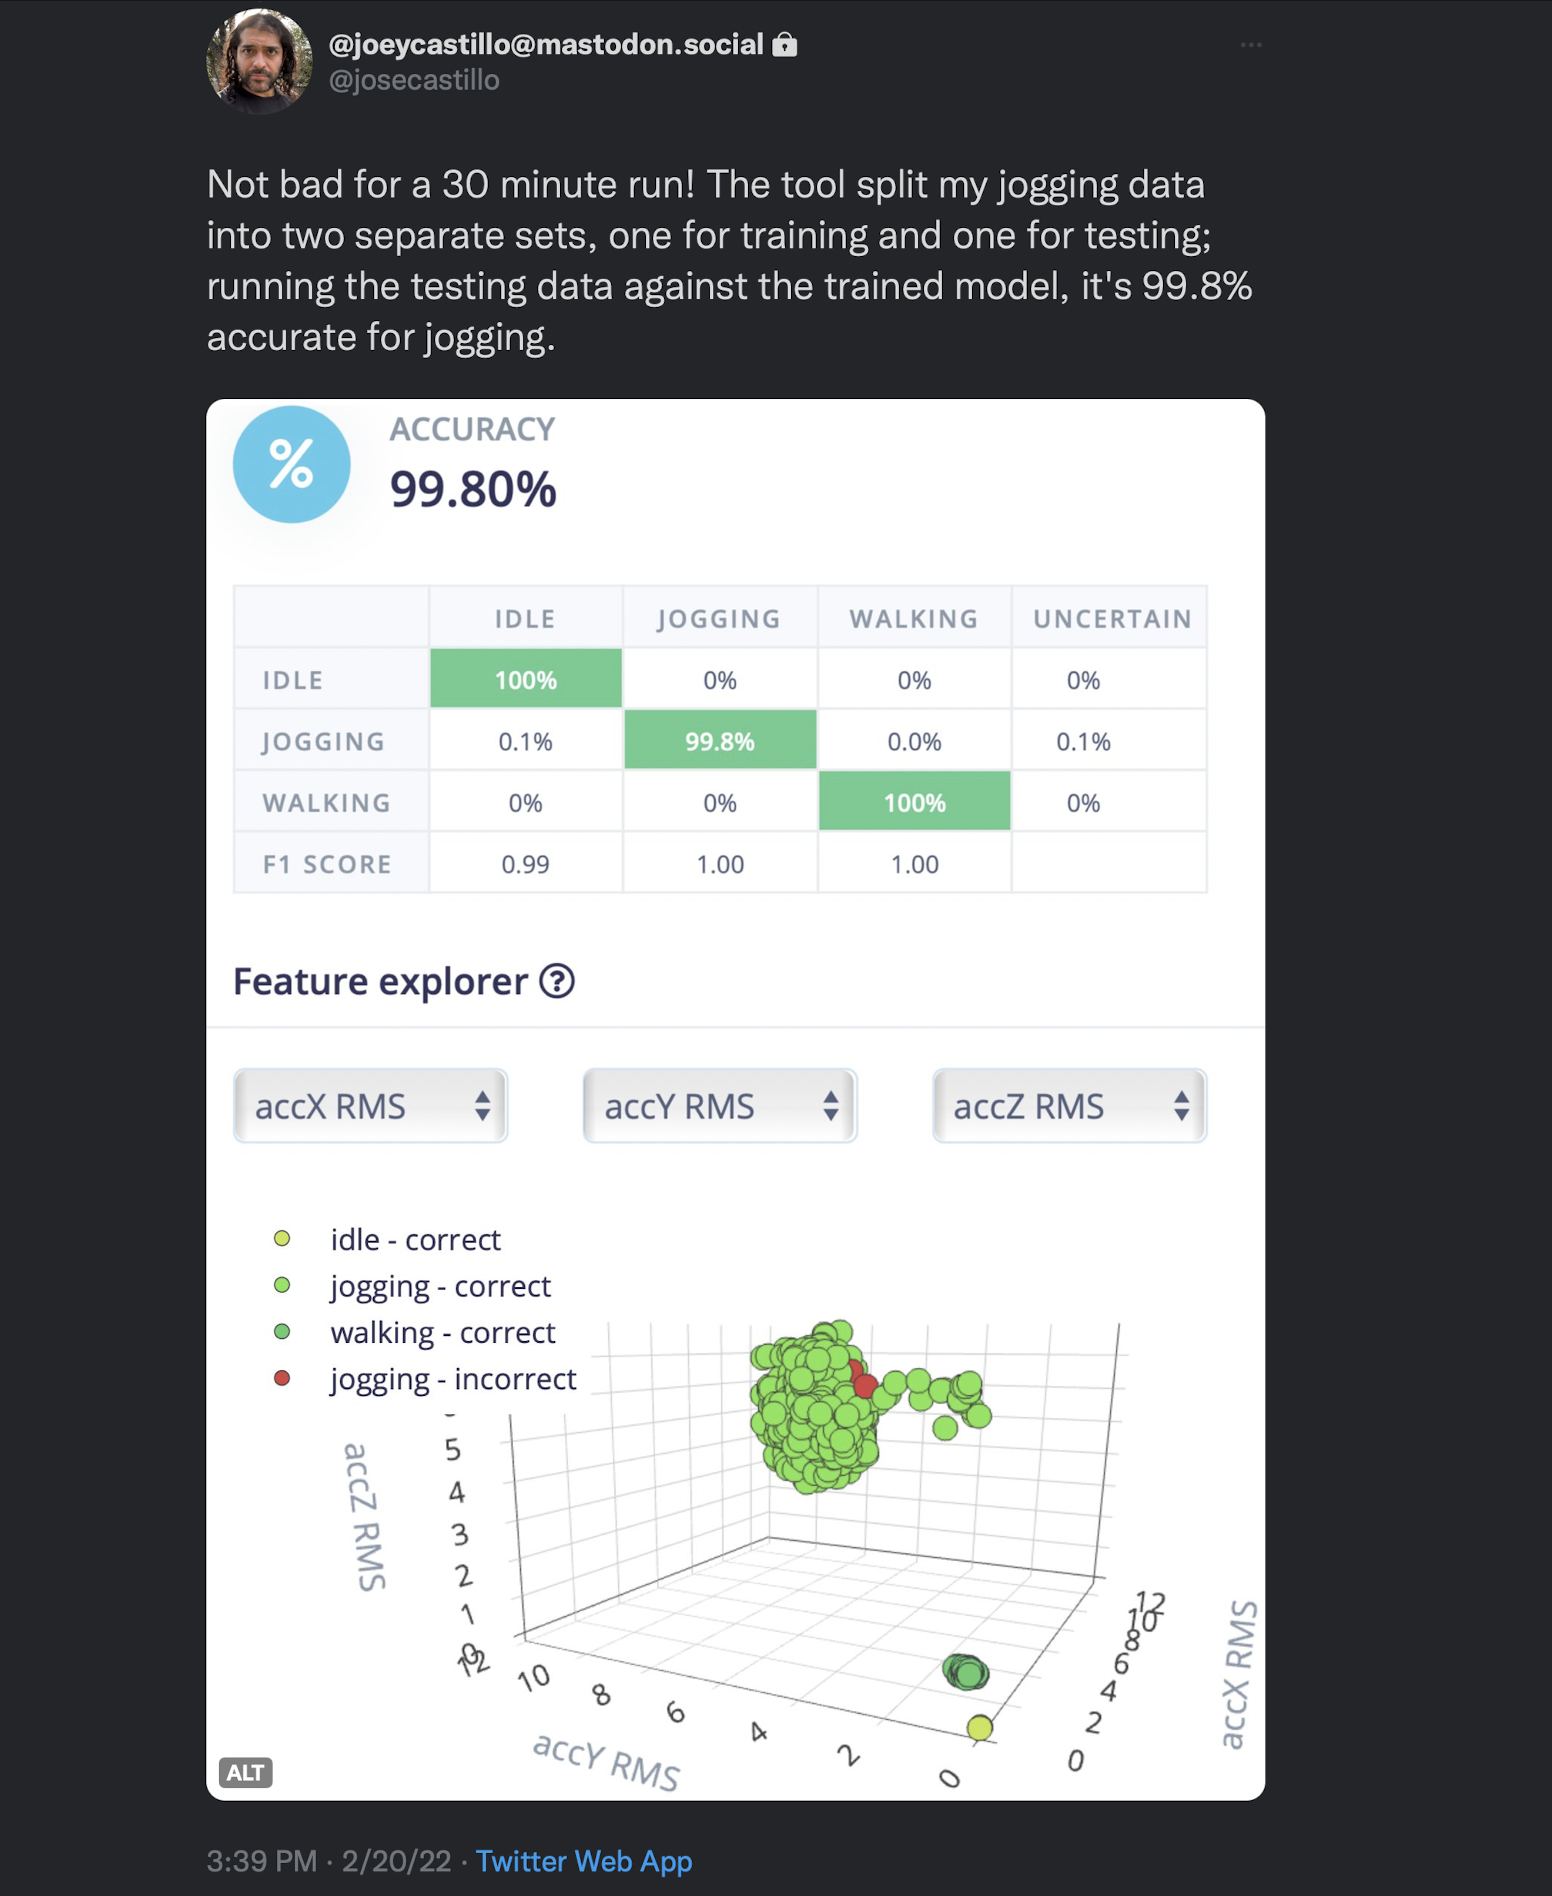 @joeycastillo@mastodon.social
@josecastillo
Not bad for a 30 minute run! The tool split my jogging data
into two separate sets, one for training and one for testing;
running the testing data against the trained model, it's 99.8%
accurate for jogging.
%
ACCURACY
99.80%
IDLE JOGGING WALKING UNCERTAIN
IDLE 100% 0% 0% 0%
JOGGING 0.1% 99.8% 0.0% 0.1%
WALKING 0% 0% 100% 0%
F1 SCORE 0.99 1.00 1.00
Feature explorer ?
accX RMS accY RMS accZ RMS
idle - correct
jogging - correct
walking - correct
jogging - incorrect
accZ RMS
5
4
3
2
1
0
12 10 8 6 4 2 0
accY RMS
12
10
8
6
4
2
0
accX RMS
ALT
3:39 PM · 2/20/22 · Twitter Web App